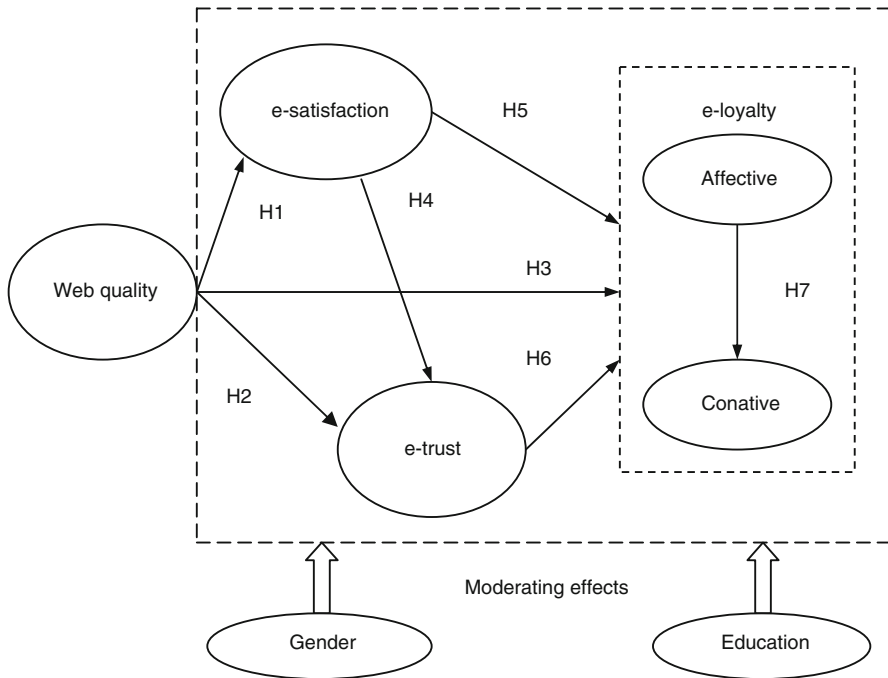 e-satisfaction
H5
e-loyalty
Affective
H1
H4
Web quality
H3
H7
H2
H6
Conative
e-trust
Moderating effects
Gender
Education